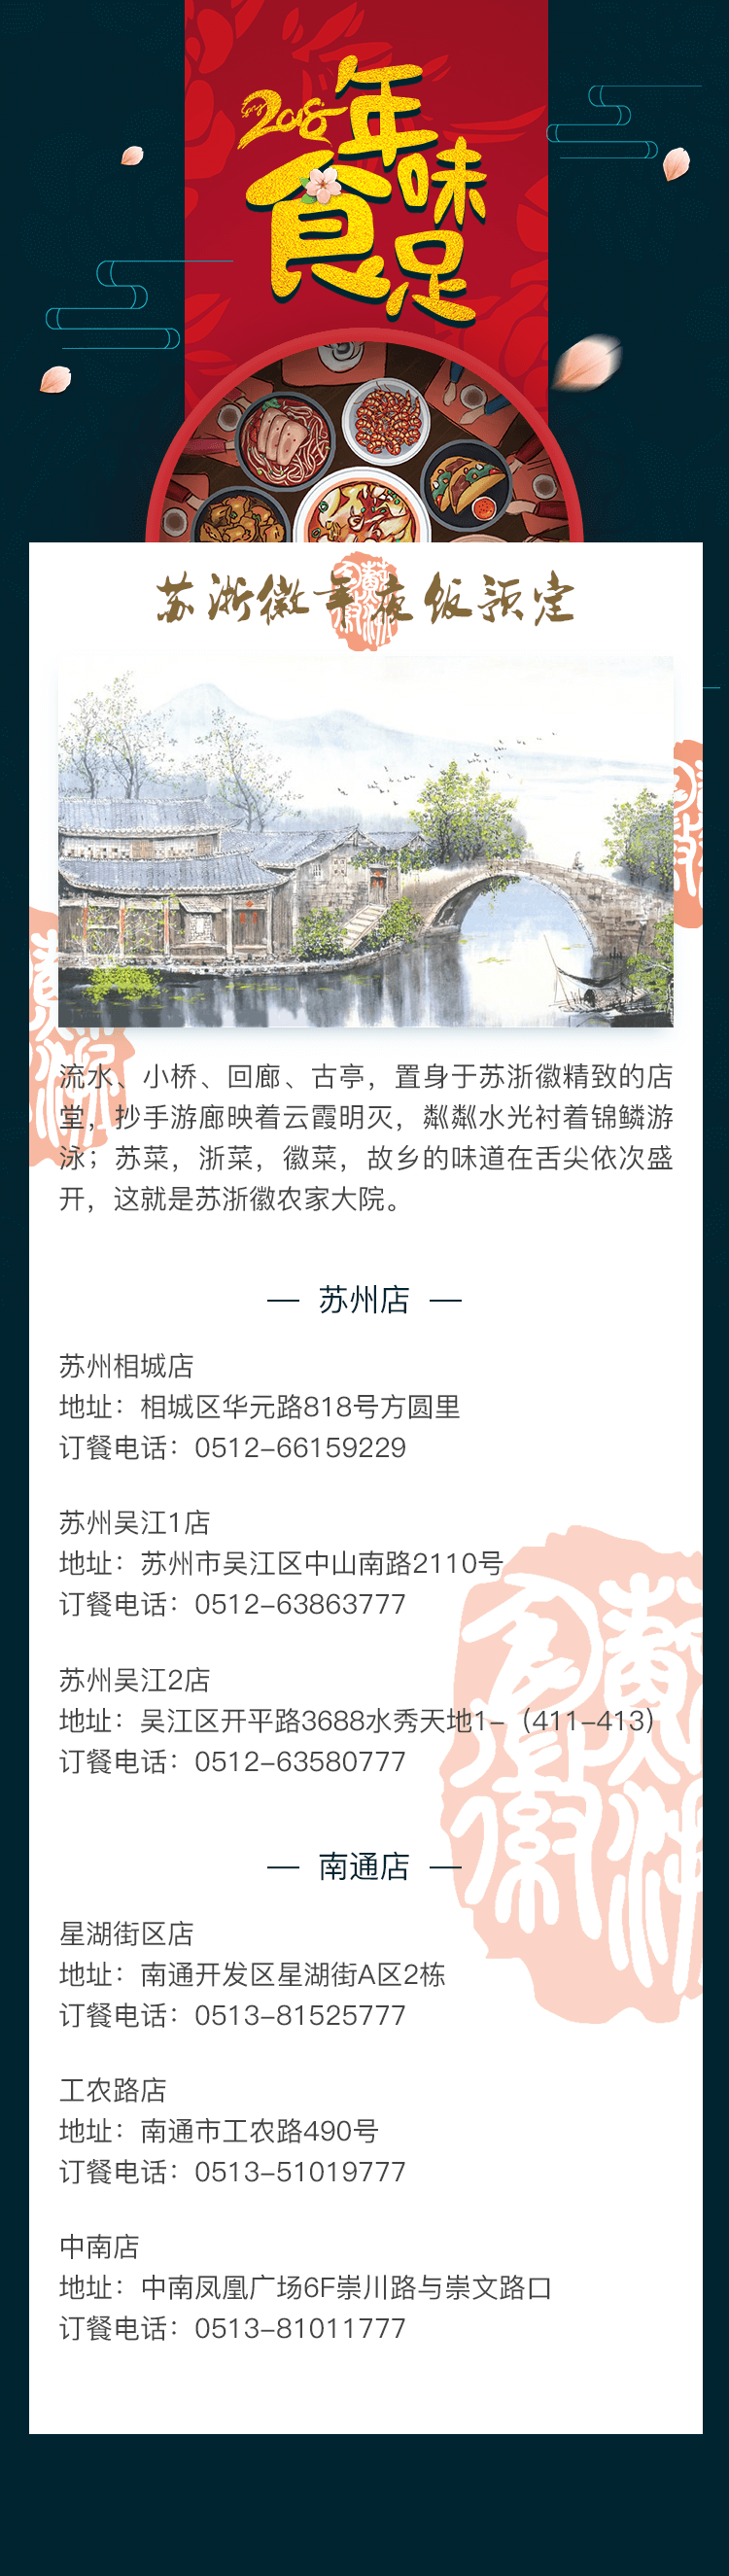 2018
年味
食足
苏浙徽年夜饭预定
流水、小桥、回廊、古亭，置身于苏浙徽精致的店
堂，抄手游廊映着云霞明灭，粼粼水光衬着锦鳞游
泳；苏菜，浙菜，徽菜，故乡的味道在舌尖依次盛
开，这就是苏浙徽农家大院。
— 苏州店 —
苏州相城店
地址：相城区华元路818号方圆里
订餐电话：0512-66159229
苏州吴江1店
地址：苏州市吴江区中山南路2110号
订餐电话：0512-63863777
苏州吴江2店
地址：吴江区开平路3688水秀天地1-（411-413）
订餐电话：0512-63580777
— 南通店 —
星湖街区店
地址：南通开发区星湖街A区2栋
订餐电话：0513-81525777
工农路店
地址：南通市工农路490号
订餐电话：0513-51019777
中南店
地址：中南凤凰广场6F崇川路与崇文路口
订餐电话：0513-81011777